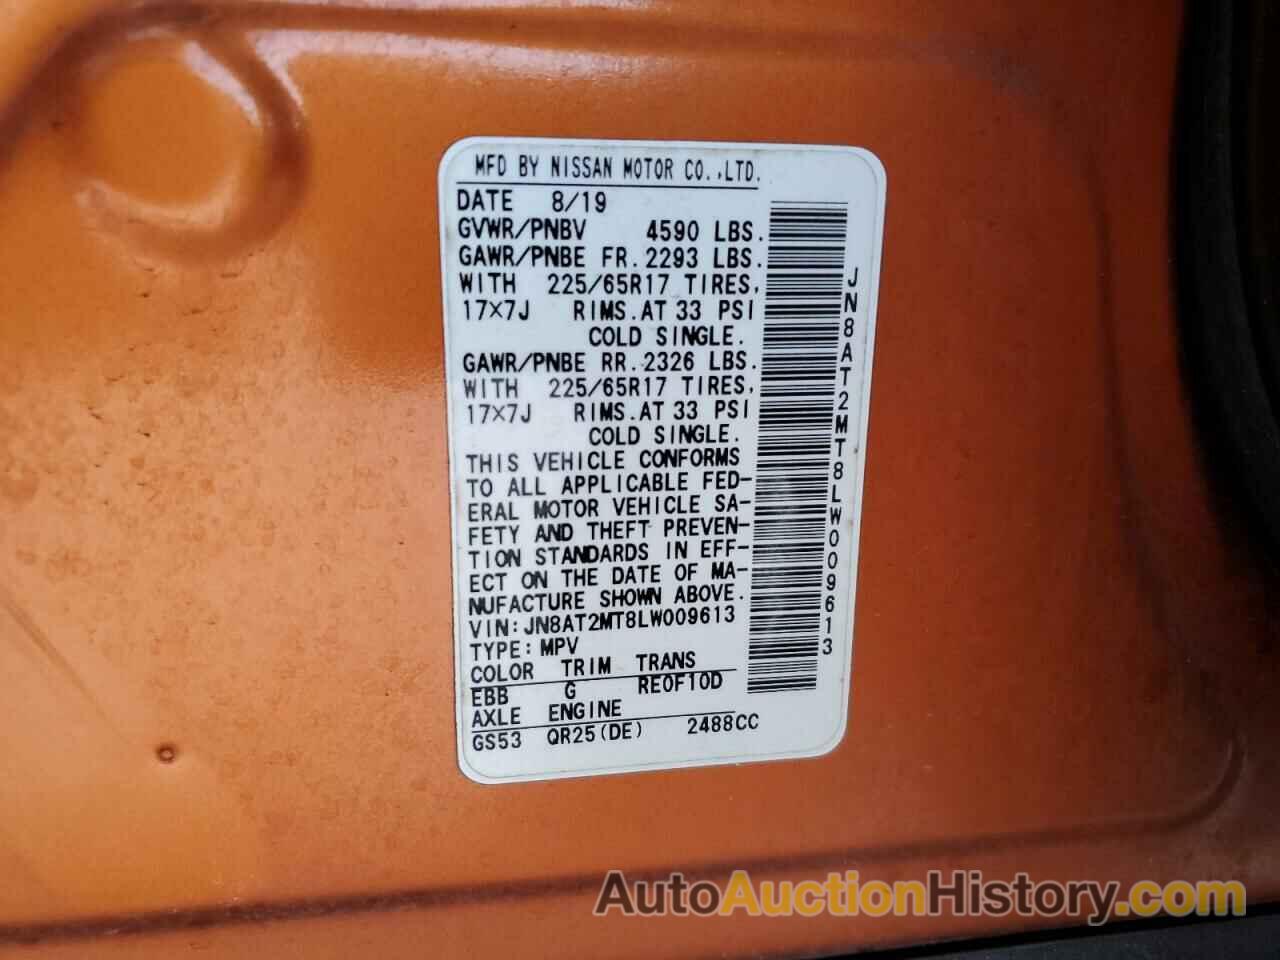 MFD BY NISSAN MOTOR CO.,LTD.
DATE 8/19
GVWR/PNBV 4590 LBS.
GAWR/PNBE FR. 2293 LBS.
WITH 225/65R17 TIRES,
17×7J RIMS. AT 33 PSI
COLD SINGLE.
GAWR/PNBE RR. 2326 LBS.
WITH 225/65R17 TIRES,
17×7J RIMS. AT 33 PSI
COLD SINGLE.
THIS VEHICLE CONFORMS
TO ALL APPLICABLE FED-
ERAL MOTOR VEHICLE SA-
FETY AND THEFT PREVEN-
TION STANDARDS IN EFF-
ECT ON THE DATE OF MA-
NUFACTURE SHOWN ABOVE.
VIN: JN8AT2MT8LW009613
TYPE: MPV
COLOR TRIM TRANS
EBB G RE0F10D
AXLE ENGINE
GS53 QR25(DE) 2488CC
JN8AT2MT8LW009613
AutoAuctionHistory.com